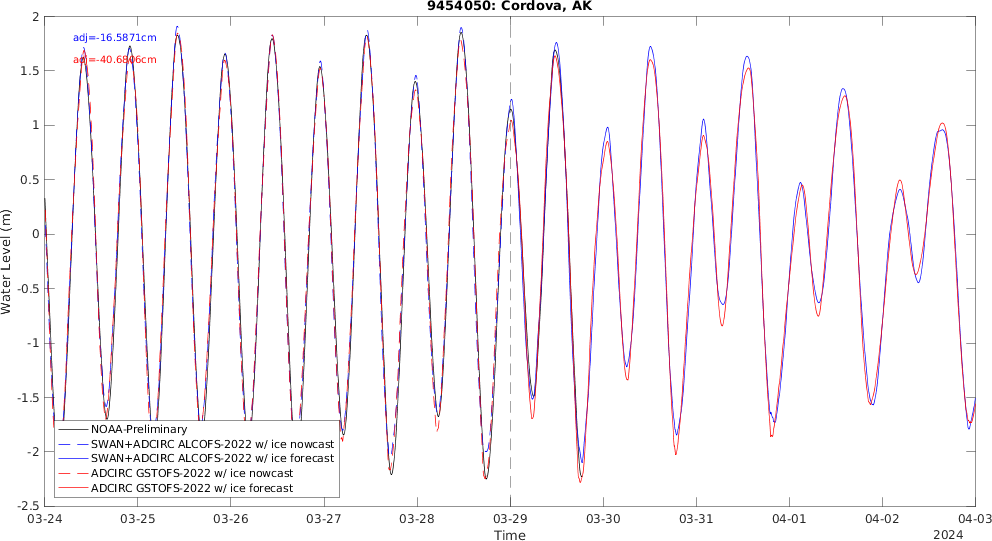 9454050: Cordova, AK
adj=-16.5871cm
adj=-40.6806cm
Water Level (m)
2
1.5
1
0.5
0
-0.5
-1
-1.5
-2
-2.5
NOAA-Preliminary
SWAN+ADCIRC ALCOFS-2022 w/ ice nowcast
SWAN+ADCIRC ALCOFS-2022 w/ ice forecast
ADCIRC GSTOFS-2022 w/ ice nowcast
ADCIRC GSTOFS-2022 w/ ice forecast
03-24 03-25 03-26 03-27 03-28 03-29 03-30 03-31 04-01 04-02 04-03
Time
2024